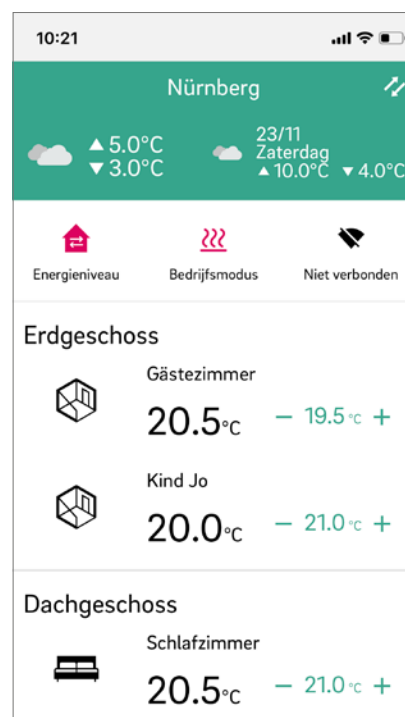 10:21
Nürnberg
▲ 5.0°C
▼ 3.0°C
23/11
Zaterdag
▲ 10.0°C ▼ 4.0°C
Energieniveau
Bedrijfsmodus
Niet verbonden
Erdgeschoss
Gästezimmer
20.5°C − 19.5°C +
Kind Jo
20.0°C − 21.0°C +
Dachgeschoss
Schlafzimmer
20.5°C − 21.0°C +